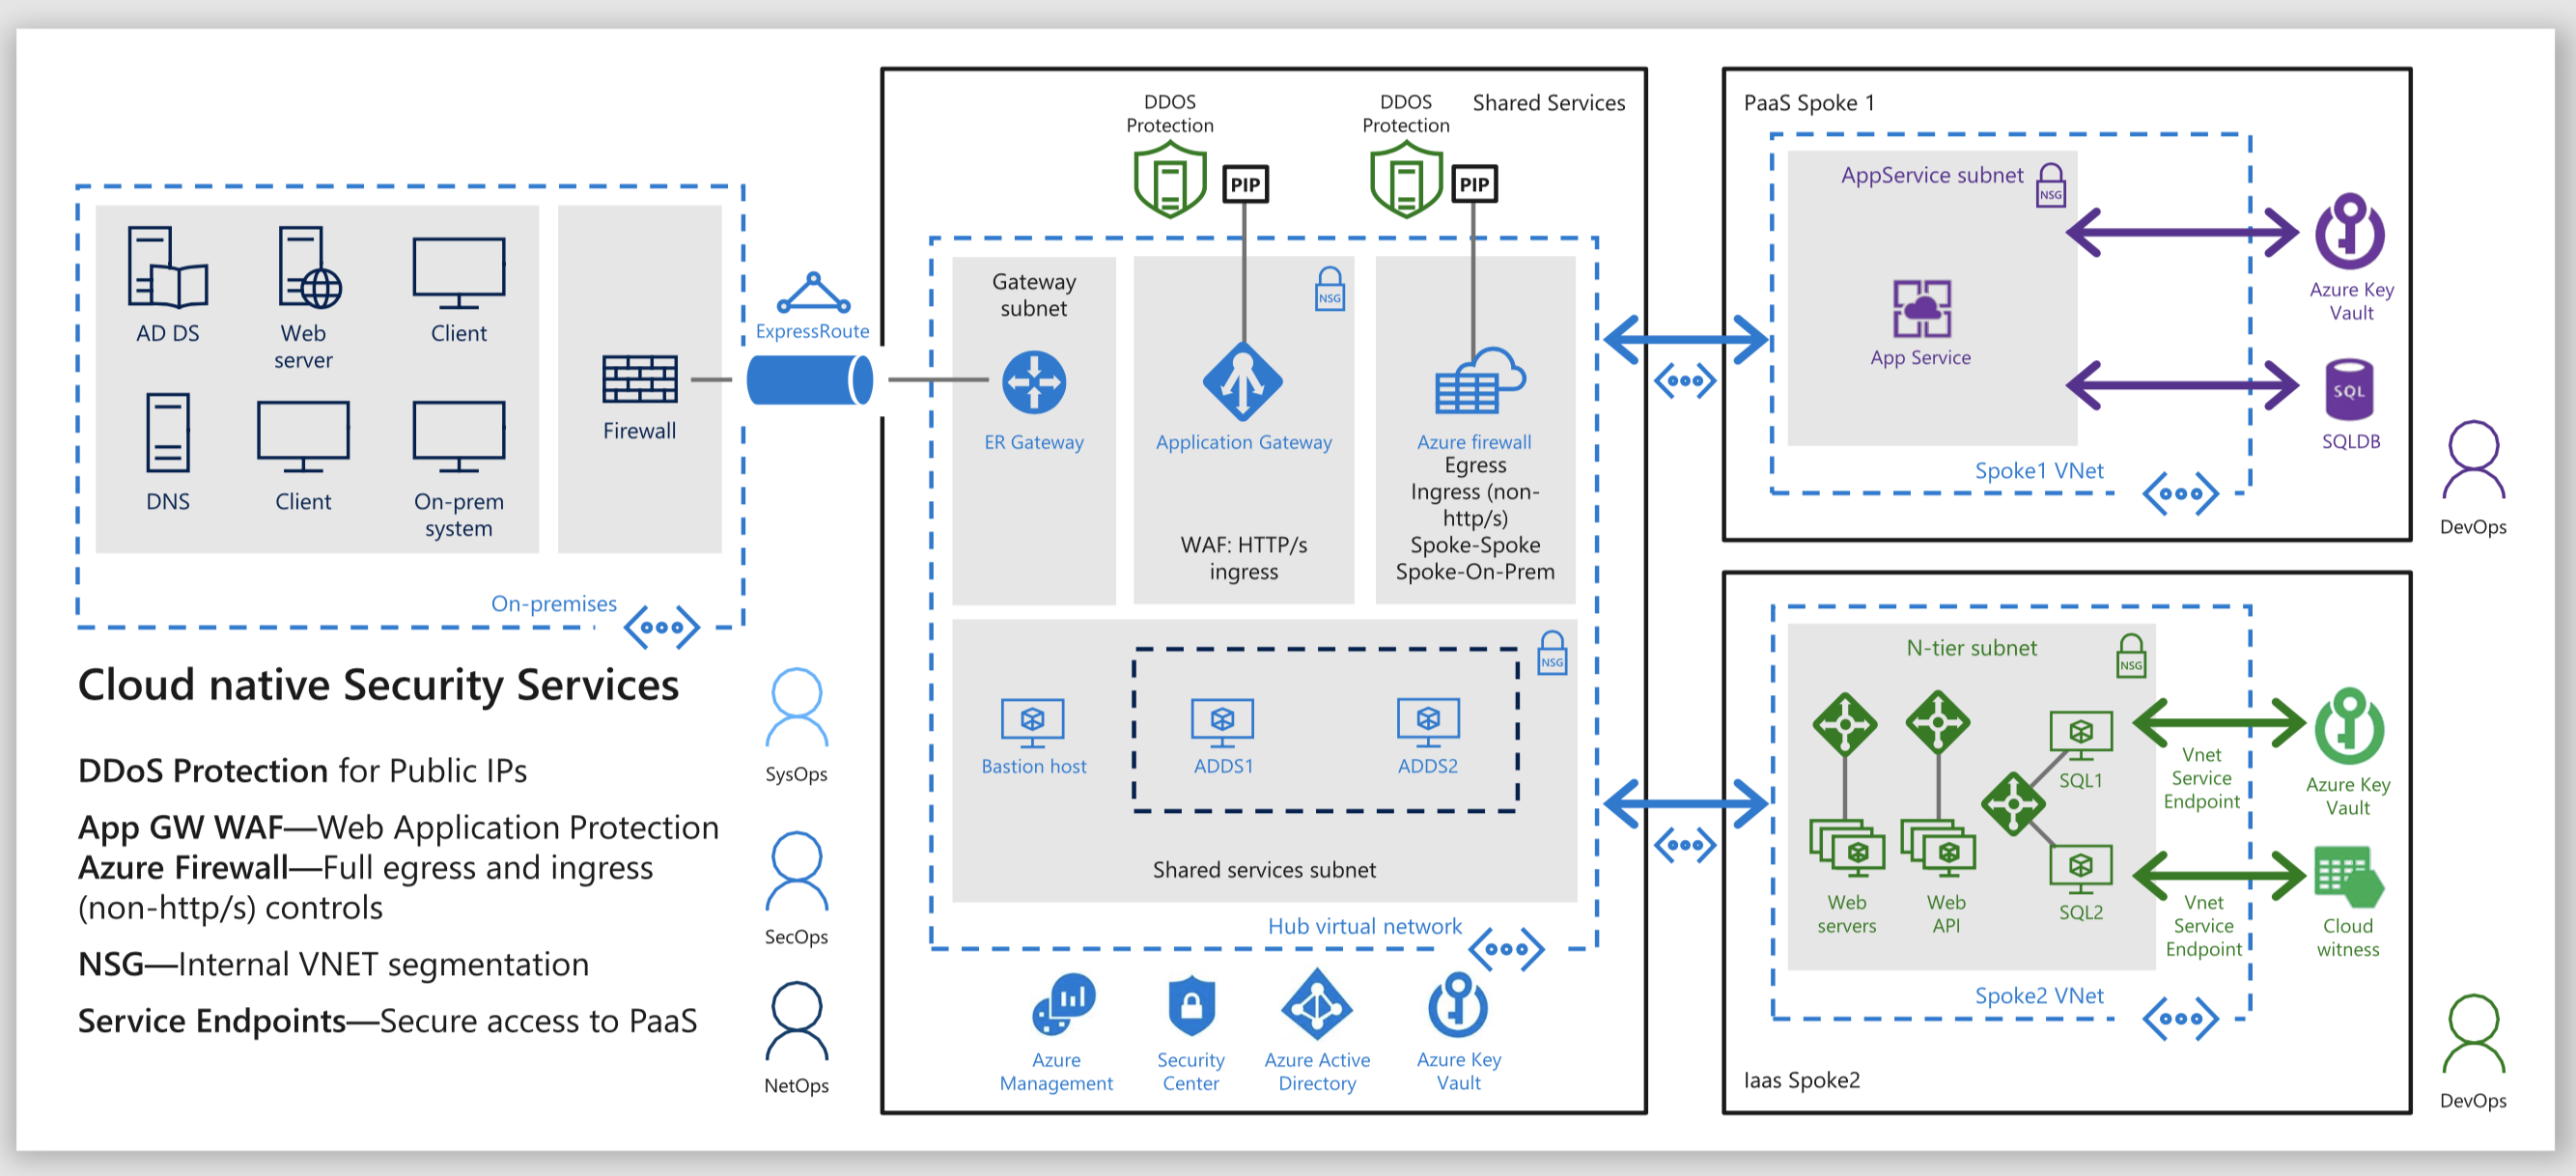 AD DS
Web
server
Client
DNS
Client
On-prem
system
Firewall
On-premises
ExpressRoute
Cloud native Security Services
DDoS Protection for Public IPs
App GW WAF—Web Application Protection
Azure Firewall—Full egress and ingress
(non-http/s) controls
NSG—Internal VNET segmentation
Service Endpoints—Secure access to PaaS
SysOps
SecOps
NetOps
Shared Services
DDOS
Protection
PIP
DDOS
Protection
PIP
Gateway
subnet
ER Gateway
NSG
Application Gateway
WAF: HTTP/s
ingress
Azure firewall
Egress
Ingress (non-
http/s)
Spoke-Spoke
Spoke-On-Prem
NSG
Bastion host
ADDS1
ADDS2
Shared services subnet
Hub virtual network
Azure
Management
Security
Center
Azure Active
Directory
Azure Key
Vault
PaaS Spoke 1
AppService subnet
NSG
App Service
Spoke1 VNet
Azure Key
Vault
SQL
SQLDB
DevOps
N-tier subnet
NSG
Web
servers
Web
API
SQL1
SQL2
Vnet
Service
Endpoint
Vnet
Service
Endpoint
Azure Key
Vault
Cloud
witness
Spoke2 VNet
Iaas Spoke2
DevOps